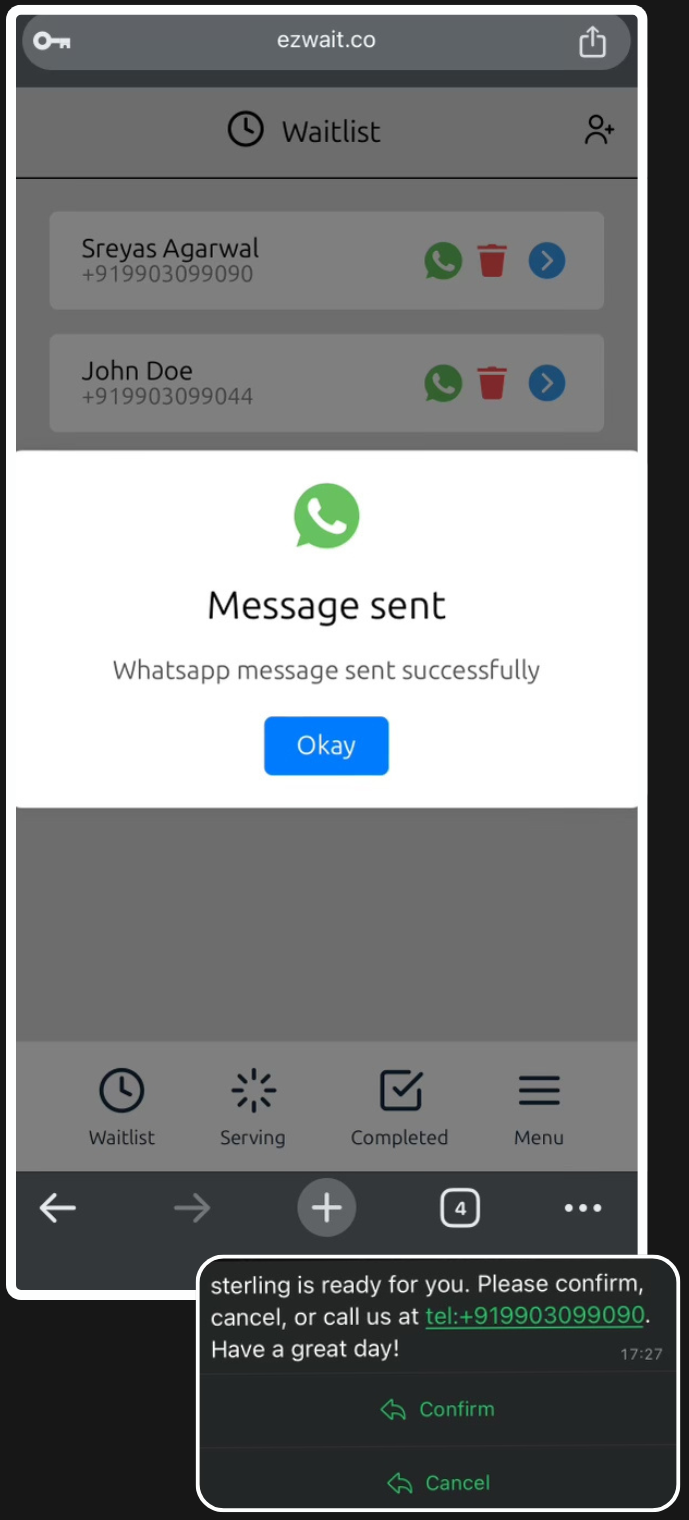 ezwait.co
Waitlist
Sreyas Agarwal
+919903099090
John Doe
+919903099044
Message sent
Whatsapp message sent successfully
Okay
Waitlist
Serving
Completed
Menu
4
sterling is ready for you. Please confirm,
cancel, or call us at tel:+919903099090.
Have a great day!
17:27
Confirm
Cancel